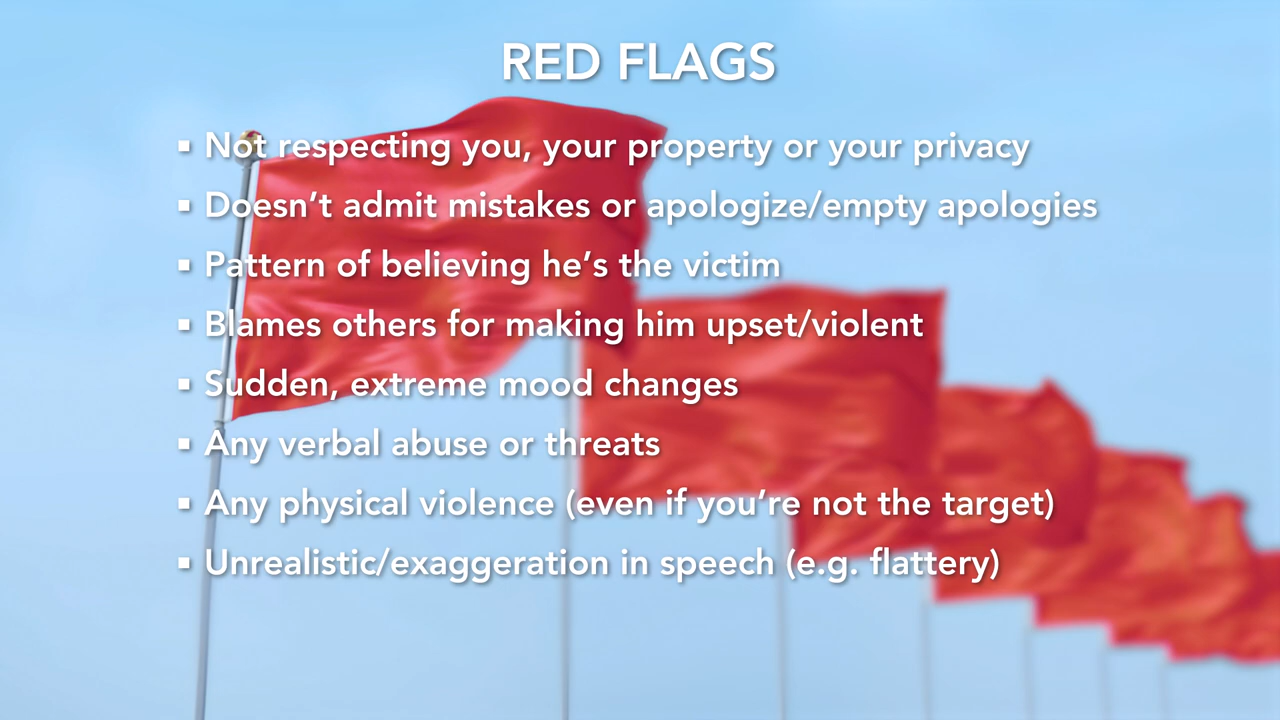 RED FLAGS
▪ Not respecting you, your property or your privacy
▪ Doesn’t admit mistakes or apologize/empty apologies
▪ Pattern of believing he’s the victim
▪ Blames others for making him upset/violent
▪ Sudden, extreme mood changes
▪ Any verbal abuse or threats
▪ Any physical violence (even if you’re not the target)
▪ Unrealistic/exaggeration in speech (e.g. flattery)